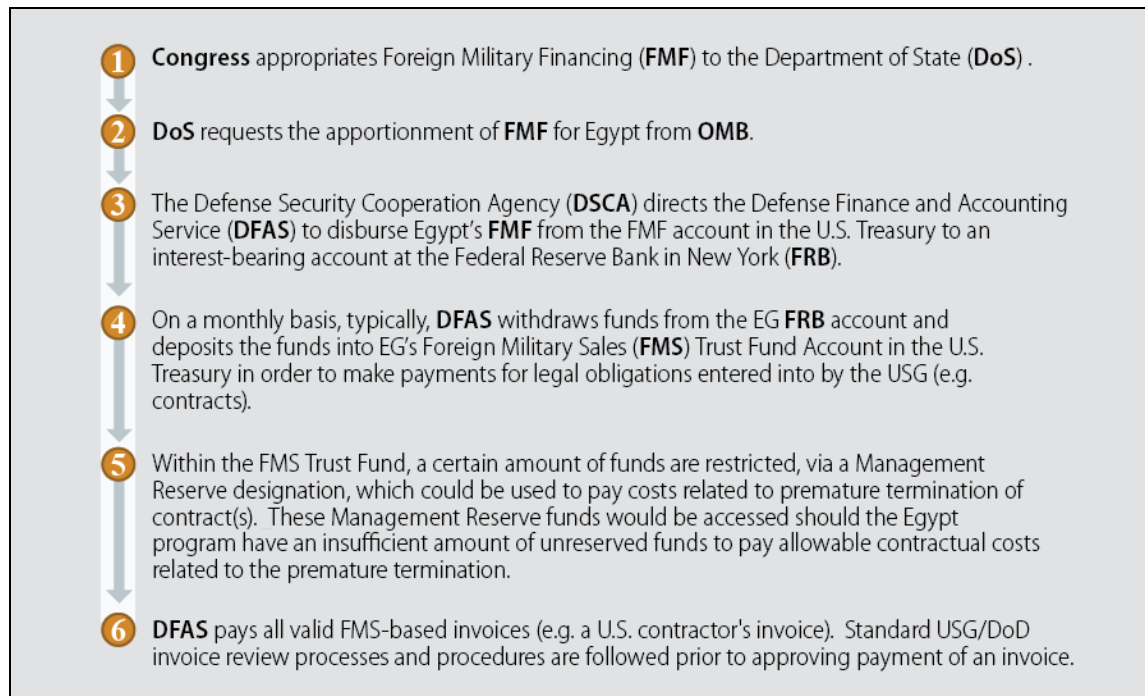 1 Congress appropriates Foreign Military Financing (FMF) to the Department of State (DoS) .
2 DoS requests the apportionment of FMF for Egypt from OMB.
3 The Defense Security Cooperation Agency (DSCA) directs the Defense Finance and Accounting
Service (DFAS) to disburse Egypt's FMF from the FMF account in the U.S. Treasury to an
interest-bearing account at the Federal Reserve Bank in New York (FRB).
4 On a monthly basis, typically, DFAS withdraws funds from the EG FRB account and
deposits the funds into EG's Foreign Military Sales (FMS) Trust Fund Account in the U.S.
Treasury in order to make payments for legal obligations entered into by the USG (e.g.
contracts).
5 Within the FMS Trust Fund, a certain amount of funds are restricted, via a Management
Reserve designation, which could be used to pay costs related to premature termination of
contract(s). These Management Reserve funds would be accessed should the Egypt
program have an insufficient amount of unreserved funds to pay allowable contractual costs
related to the premature termination.
6 DFAS pays all valid FMS-based invoices (e.g. a U.S. contractor's invoice). Standard USG/DoD
invoice review processes and procedures are followed prior to approving payment of an invoice.